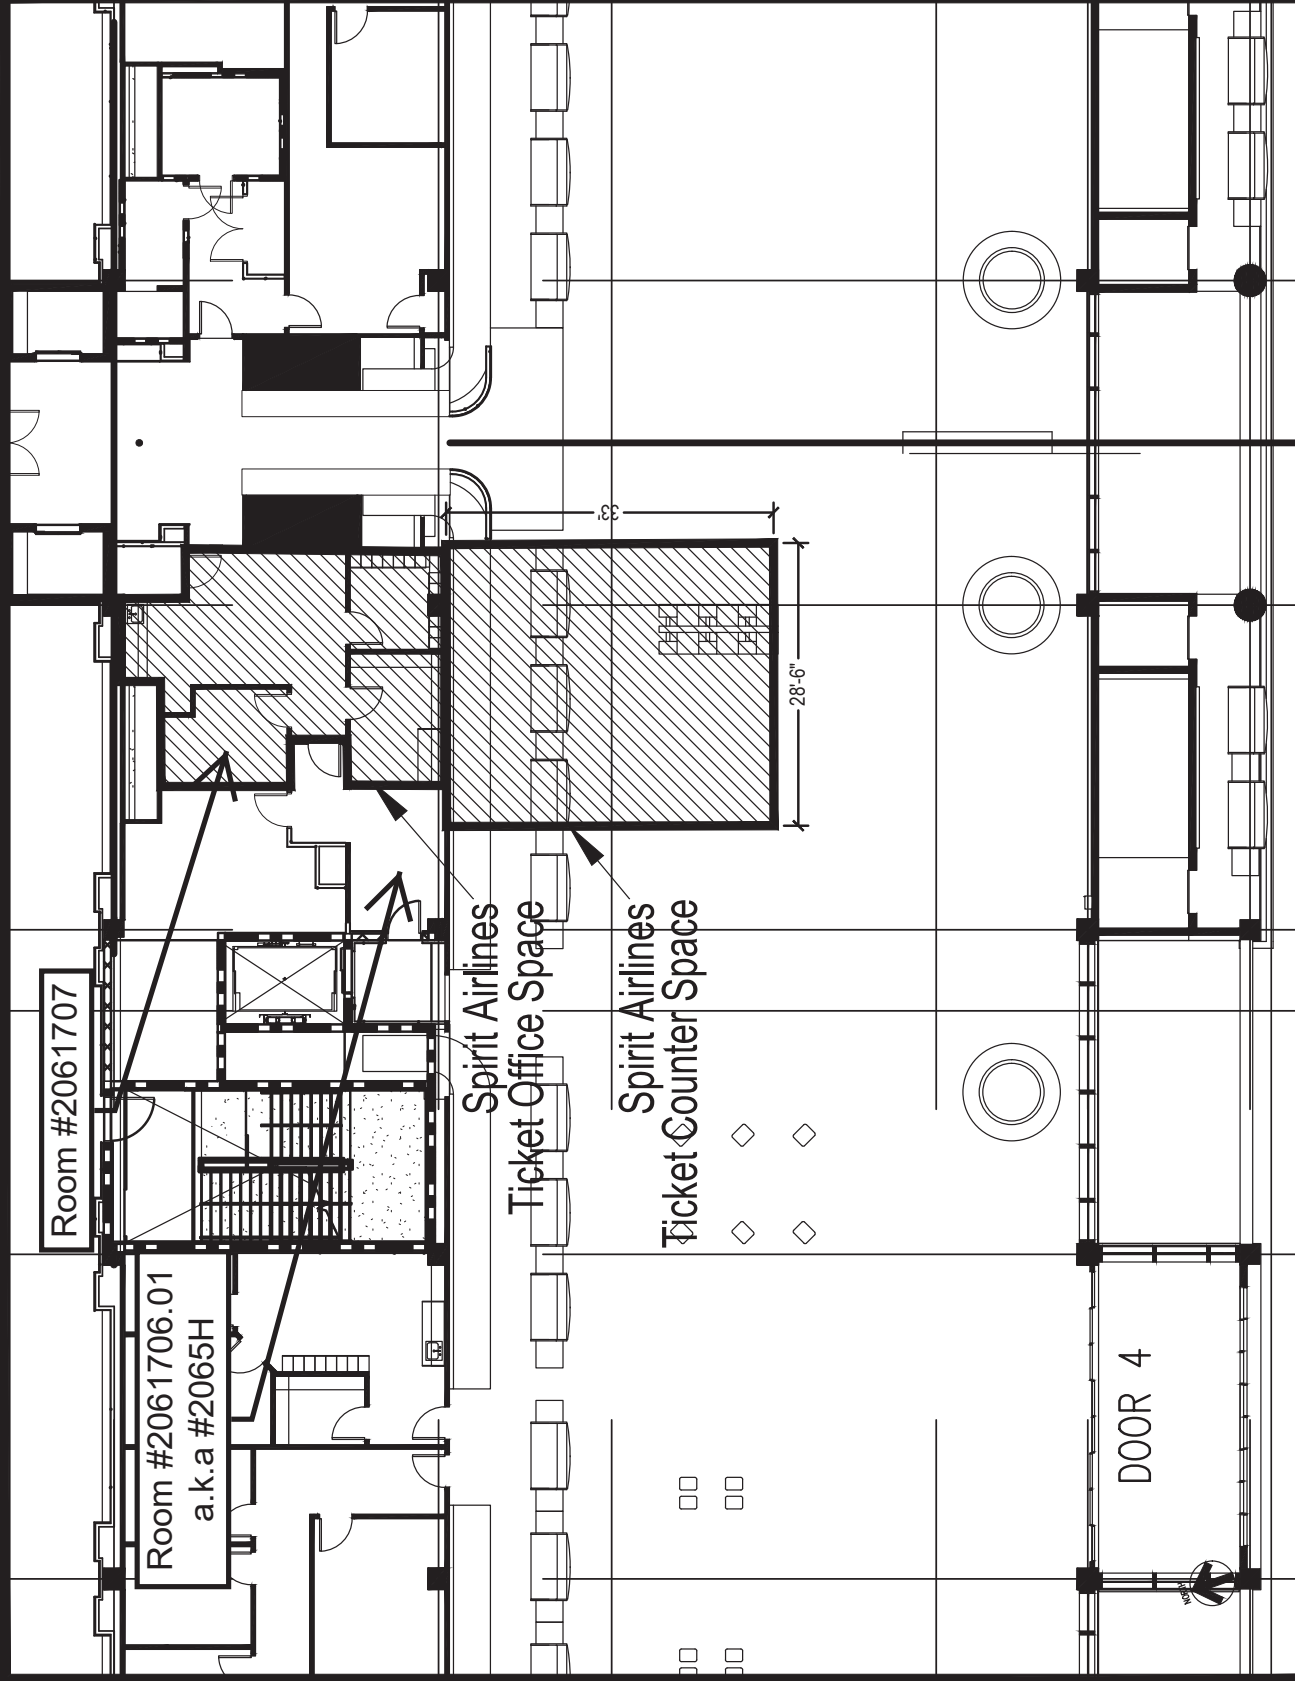 Room #2061707
Room #2061706.01
a.k.a #2065H
Spirit Airlines
Ticket Office Space
Spirit Airlines
Ticket Counter Space
33'
28'-6"
DOOR 4
NORTH